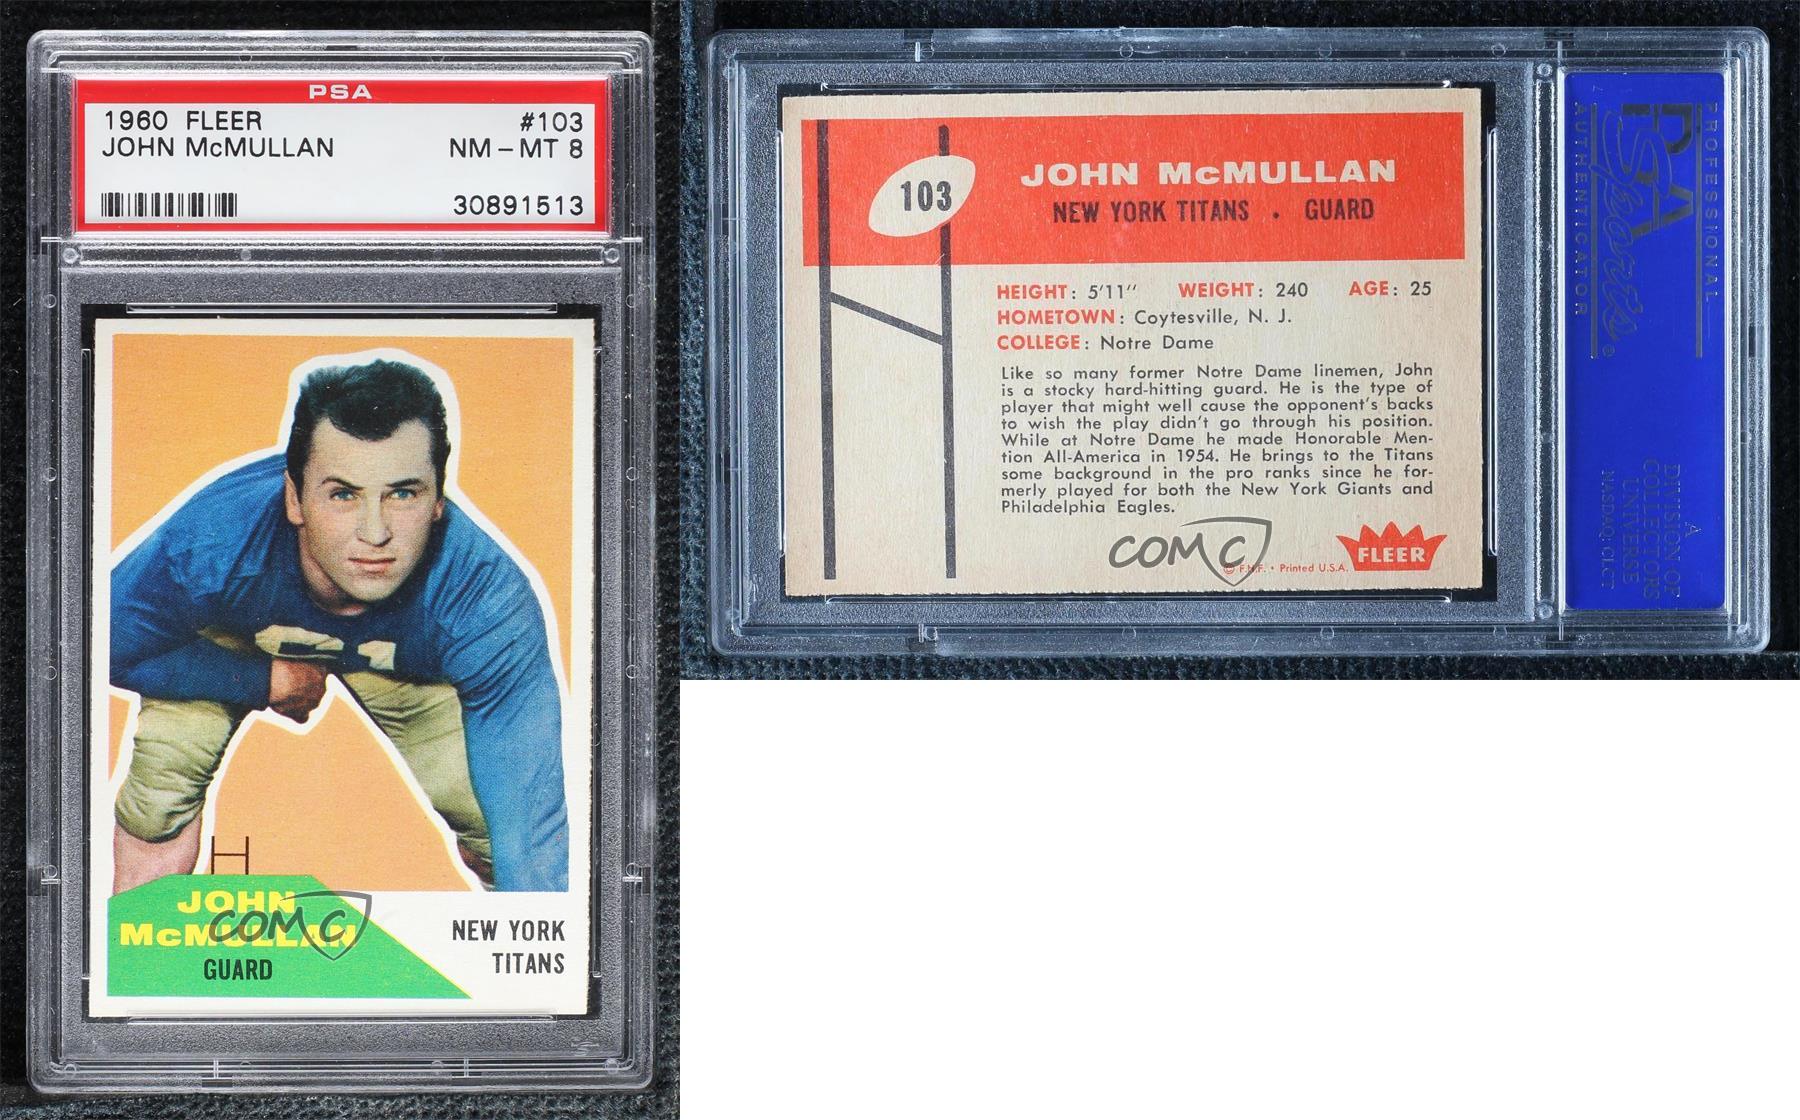 PSA
1960 FLEER #103
JOHN McMULLAN NM - MT 8
30891513
21
JOHN
McMULLAN
GUARD
NEW YORK
TITANS
COMC
103
JOHN McMULLAN
NEW YORK TITANS . GUARD
HEIGHT: 5'11" WEIGHT: 240 AGE: 25
HOMETOWN: Coytesville, N. J.
COLLEGE: Notre Dame
Like so many former Notre Dame linemen, John
is a stocky hard-hitting guard. He is the type of
player that might well cause the opponent's backs
to wish the play didn't go through his position.
While at Notre Dame he made Honorable Men-
tion All-America in 1954. He brings to the Titans
some background in the pro ranks since he for-
merly played for both the New York Giants and
Philadelphia Eagles.
COMC
© F.H.F. • Printed U.S.A.
FLEER
PROFESSIONAL
PSA
Sports ®
AUTHENTICATOR
A
DIVISION OF
COLLECTORS
UNIVERSE
NASDAQ: CLCT